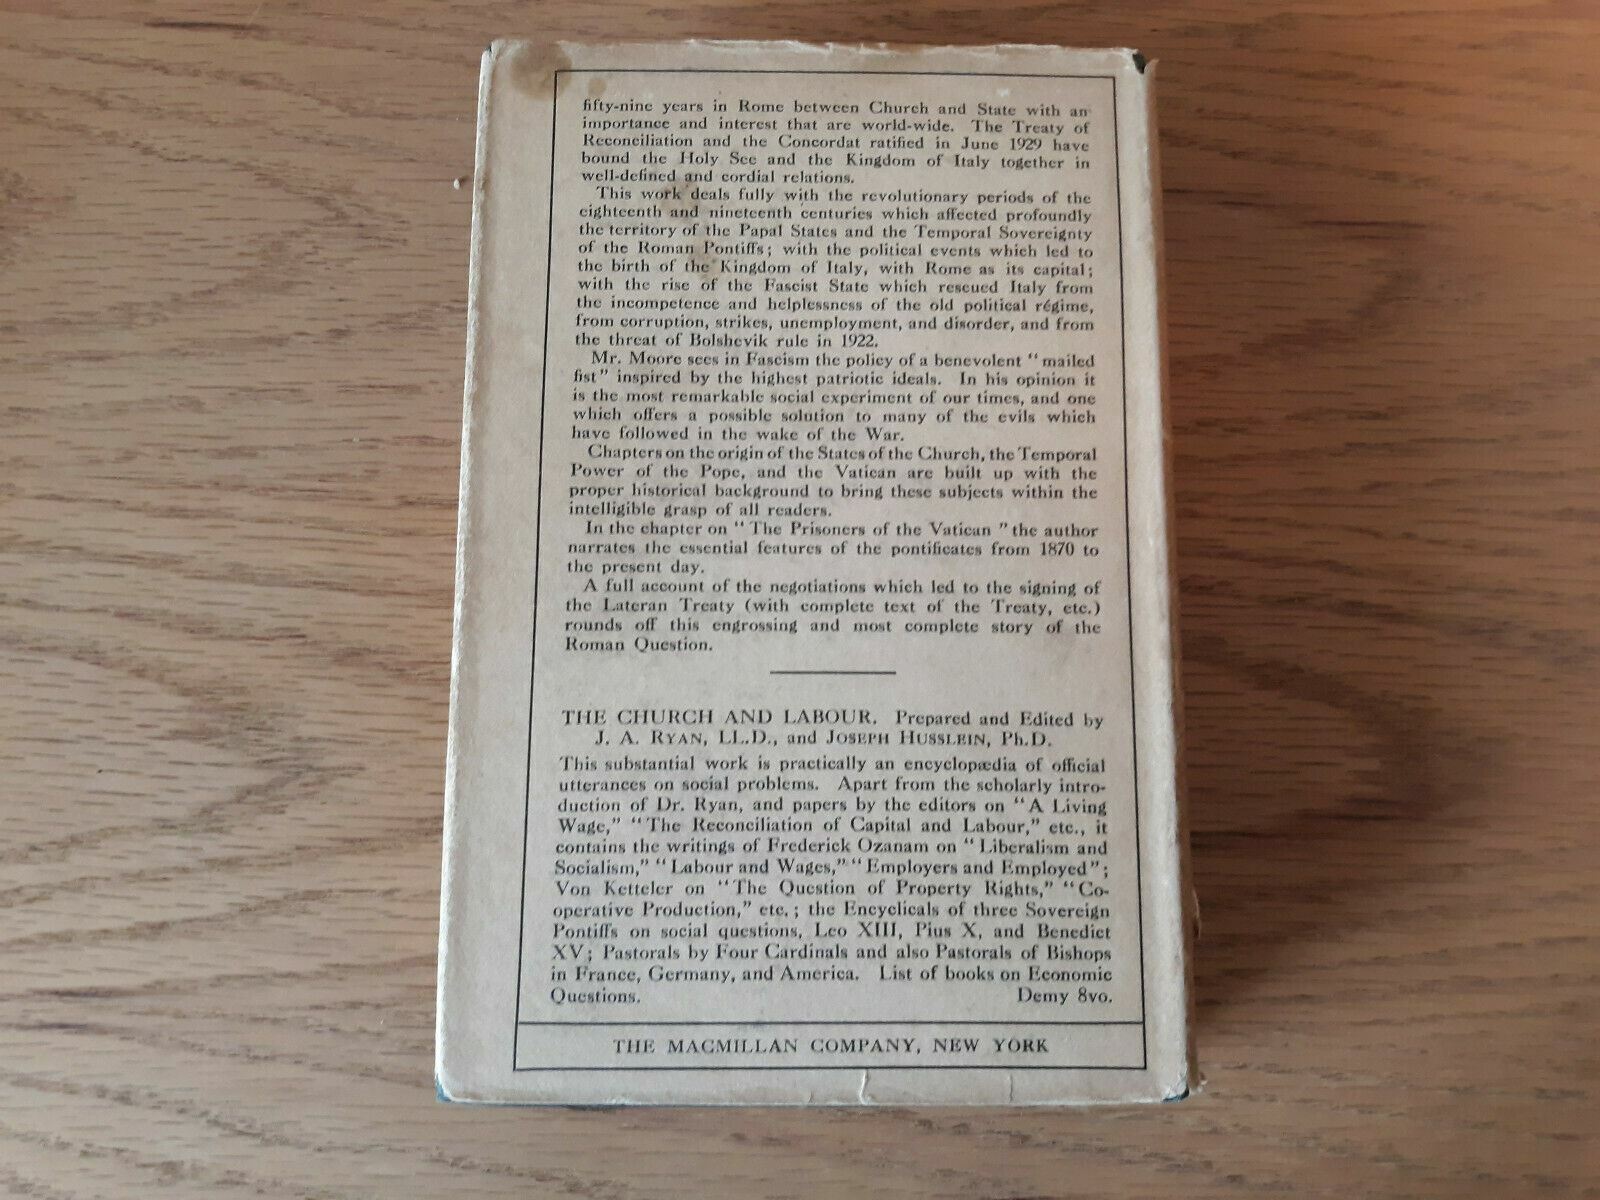 fifty-nine years in Rome between Church and State with an
importance and interest that are world-wide. The Treaty of
Reconciliation and the Concordat ratified in June 1929 have
bound the Holy See and the Kingdom of Italy together in
well-defined and cordial relations.
This work deals fully with the revolutionary periods of the
eighteenth and nineteenth centuries which affected profoundly
the territory of the Papal States and the Temporal Sovereignty
of the Roman Pontiffs; with the political events which led to
the birth of the Kingdom of Italy, with Rome as its capital;
with the rise of the Fascist State which rescued Italy from
the incompetence and helplessness of the old political régime,
from corruption, strikes, unemployment, and disorder, and from
the threat of Bolshevik rule in 1922.
Mr. Moore sees in Fascism the policy of a benevolent "mailed
fist" inspired by the highest patriotic ideals. In his opinion it
is the most remarkable social experiment of our times, and one
which offers a possible solution to many of the evils which
have followed in the wake of the War.
Chapters on the origin of the States of the Church, the Temporal
Power of the Pope, and the Vatican are built up with the
proper historical background to bring these subjects within the
intelligible grasp of all readers.
In the chapter on "The Prisoners of the Vatican" the author
narrates the essential features of the pontificates from 1870 to
the present day.
A full account of the negotiations which led to the signing of
the Lateran Treaty (with complete text of the Treaty, etc.)
rounds off this engrossing and most complete story of the
Roman Question.
THE CHURCH AND LABOUR. Prepared and Edited by
J. A. RYAN, LL.D., and JOSEPH HUSSLEIN, Ph.D.
This substantial work is practically an encyclopædia of official
utterances on social problems. Apart from the scholarly intro-
duction of Dr. Ryan, and papers by the editors on "A Living
Wage," "The Reconciliation of Capital and Labour," etc., it
contains the writings of Frederick Ozanam on "Liberalism and
Socialism," "Labour and Wages," "Employers and Employed";
Von Ketteler on "The Question of Property Rights," "Co-
operative Production," etc.; the Encyclicals of three Sovereign
Pontiffs on social questions, Leo XIII, Pius X, and Benedict
XV; Pastorals by Four Cardinals and also Pastorals of Bishops
in France, Germany, and America. List of books on Economic
Questions. Demy 8vo.
THE MACMILLAN COMPANY, NEW YORK